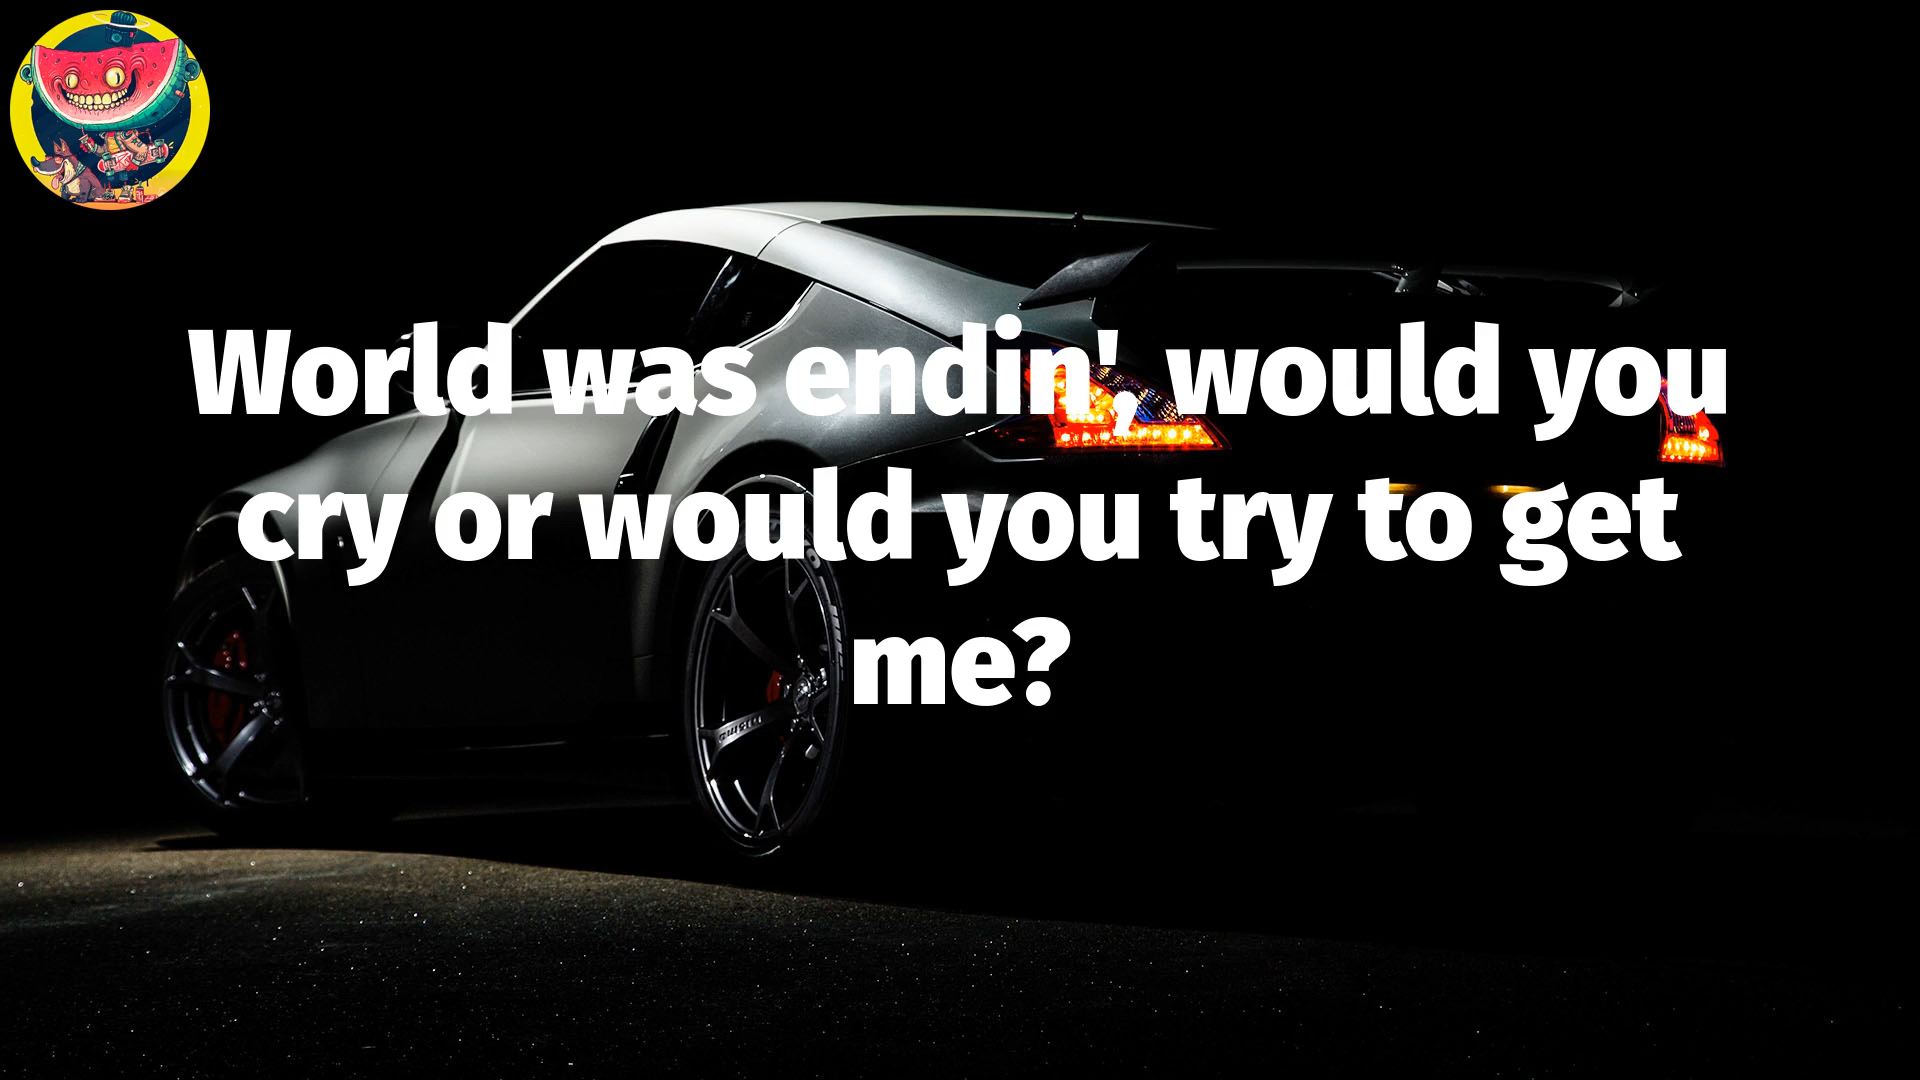 World was endin', would you
cry or would you try to get
me?